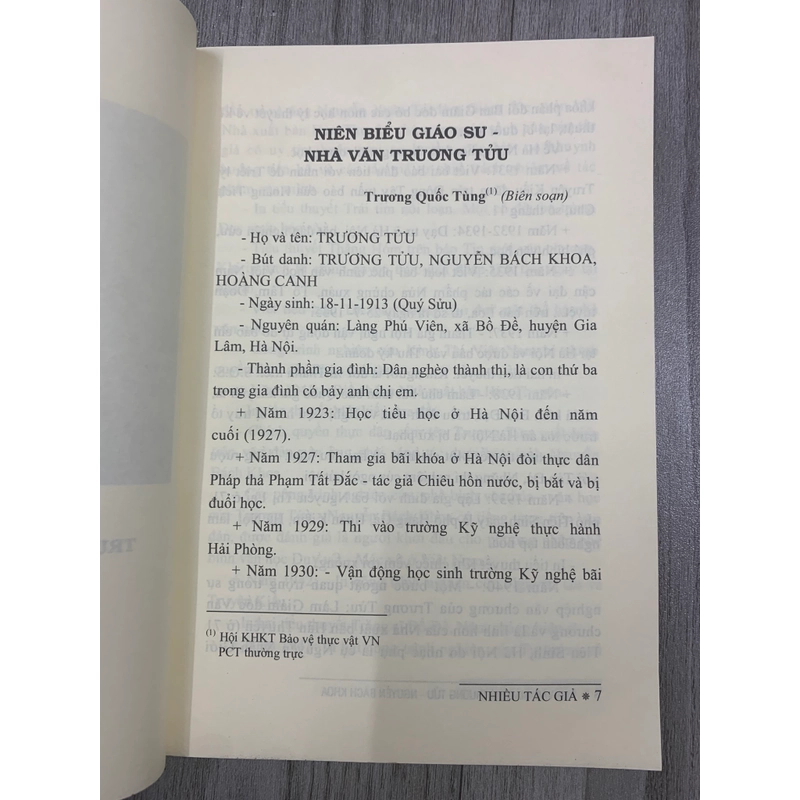 NIÊN BIỂU GIÁO SƯ -
NHÀ VĂN TRƯƠNG TỬU
Trương Quốc Tùng(1) (Biên soạn)
- Họ và tên: TRƯƠNG TỬU
- Bút danh: TRƯƠNG TỬU, NGUYỄN BÁCH KHOA,
HOÀNG CANH
- Ngày sinh: 18-11-1913 (Quý Sửu)
- Nguyên quán: Làng Phú Viên, xã Bồ Đề, huyện Gia
Lâm, Hà Nội.
- Thành phần gia đình: Dân nghèo thành thị, là con thứ ba
trong gia đình có bảy anh chị em.
+ Năm 1923: Học tiểu học ở Hà Nội đến năm
cuối (1927).
+ Năm 1927: Tham gia bãi khóa ở Hà Nội đòi thực dân
Pháp thả Phạm Tất Đắc - tác giả Chiêu hồn nước, bị bắt và bị
đuổi học.
+ Năm 1929: Thi vào trường Kỹ nghệ thực hành
Hải Phòng.
+ Năm 1930: - Vận động học sinh trường Kỹ nghệ bãi
(1) Hội KHKT Bảo vệ thực vật VN
PCT thường trực
NHIỀU TÁC GIẢ ❋ 7